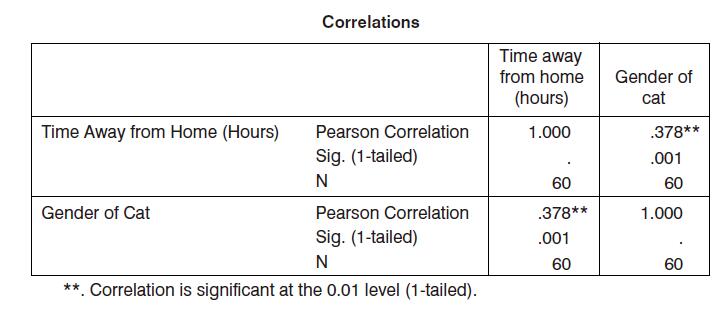 Correlations
Time away
from home
(hours)
Gender of
cat
Time Away from Home (Hours) Pearson Correlation 1.000 .378**
Sig. (1-tailed) . .001
N 60 60
Gender of Cat Pearson Correlation .378** 1.000
Sig. (1-tailed) .001 .
N 60 60
**. Correlation is significant at the 0.01 level (1-tailed).